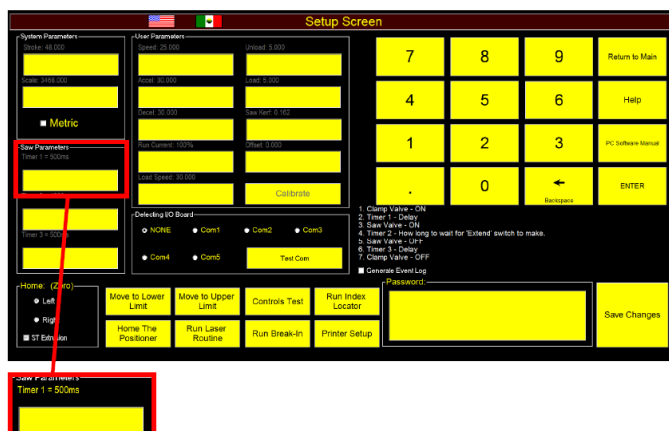 Setup Screen
System Parameters
Stroke: 48.000
Scale: 3468.000
Metric
Saw Parameters
Timer 1 = 500ms
Timer 3 = 500ms
User Parameters
Speed: 25.000
Unload: 5.000
Accel: 30.000
Load: 5.000
Decel: 30.000
Saw Kerf: 0.162
Run Current: 100%
Offset: 0.000
Load Speed: 30.000
Calibrate
Detecting I/O Board
NONE Com1 Com2 Com3
Com4 Com5 Test Com
7 8 9 Return to Main
4 5 6 Help
1 2 3 PC Software Manual
. 0 Backspace ENTER
1. Clamp Valve - ON
2. Timer 1 - Delay
3. Saw Valve - ON
4. Timer 2 - How long to wait for 'Extend' switch to make.
5. Saw Valve - OFF
6. Timer 3 - Delay
7. Clamp Valve - OFF
Generate Event Log
Home: (Zero)
Left
Right
ST Extrusion
Move to Lower Limit
Move to Upper Limit
Controls Test
Run Index Locator
Home The Positioner
Run Laser Routine
Run Break-In
Printer Setup
Password:
Save Changes
Saw Parameters
Timer 1 = 500ms